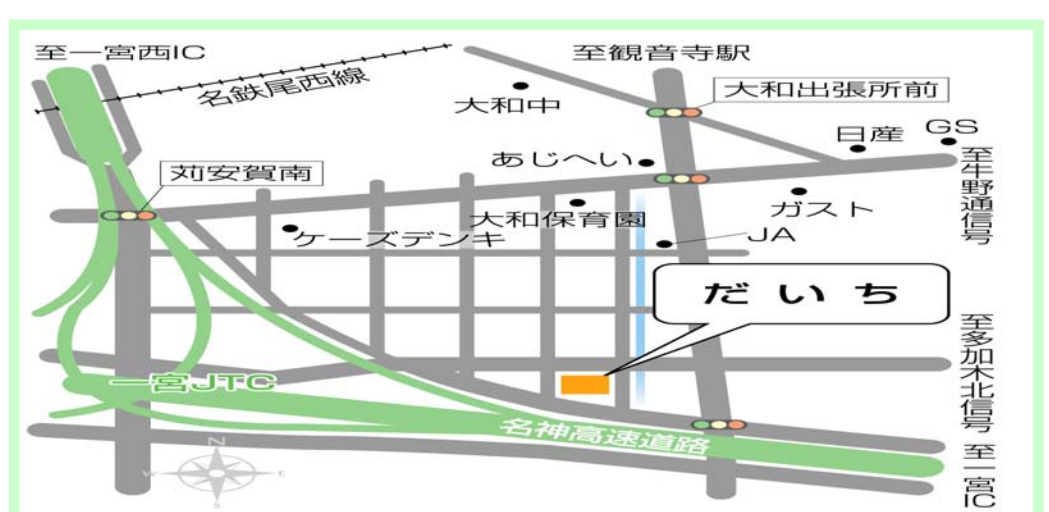 至一宮西IC
至観音寺駅
名鉄尾西線
大和中
大和出張所前
日産
GS
あじへい
至牛野通信号
苅安賀南
大和保育園
ガスト
ケーズデンキ
JA
だいち
至多加木北信号
一宮JTC
名神高速道路
至一宮IC
N
W
E
S